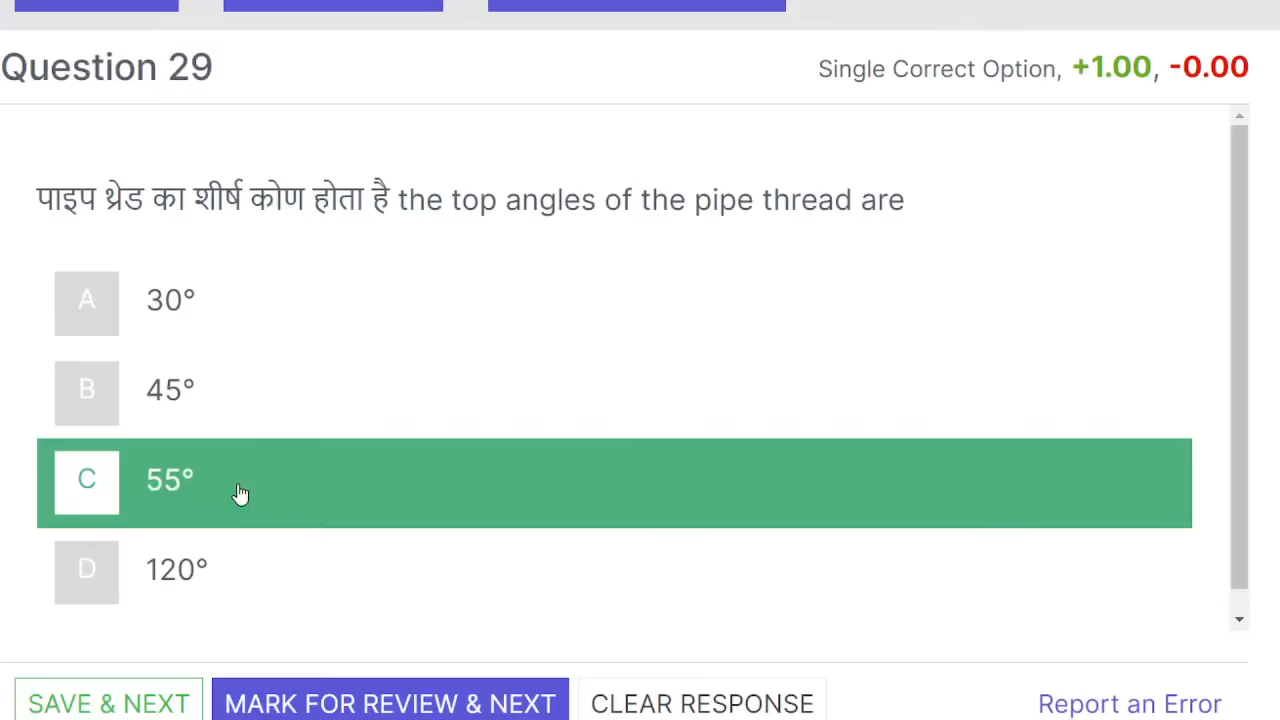 Question 29
Single Correct Option, +1.00, -0.00
पाइप थ्रेड का शीर्ष कोण होता है the top angles of the pipe thread are
A 30°
B 45°
C 55°
D 120°
SAVE & NEXT MARK FOR REVIEW & NEXT CLEAR RESPONSE Report an Error